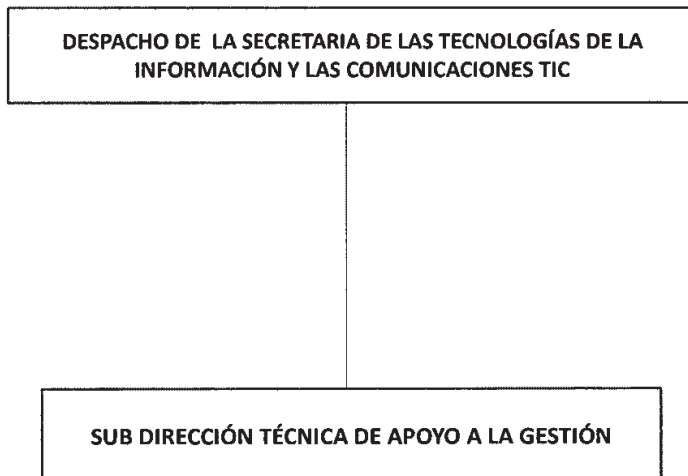 DESPACHO DE LA SECRETARIA DE LAS TECNOLOGÍAS DE LA
INFORMACIÓN Y LAS COMUNICACIONES TIC
SUB DIRECCIÓN TÉCNICA DE APOYO A LA GESTIÓN